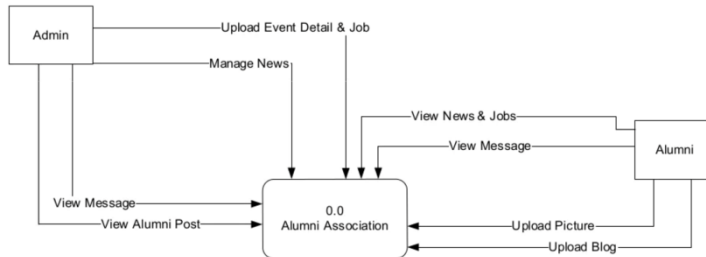 Admin
Upload Event Detail & Job
Manage News
View News & Jobs
View Message
Alumni
View Message
0.0
Alumni Association
View Alumni Post
Upload Picture
Upload Blog